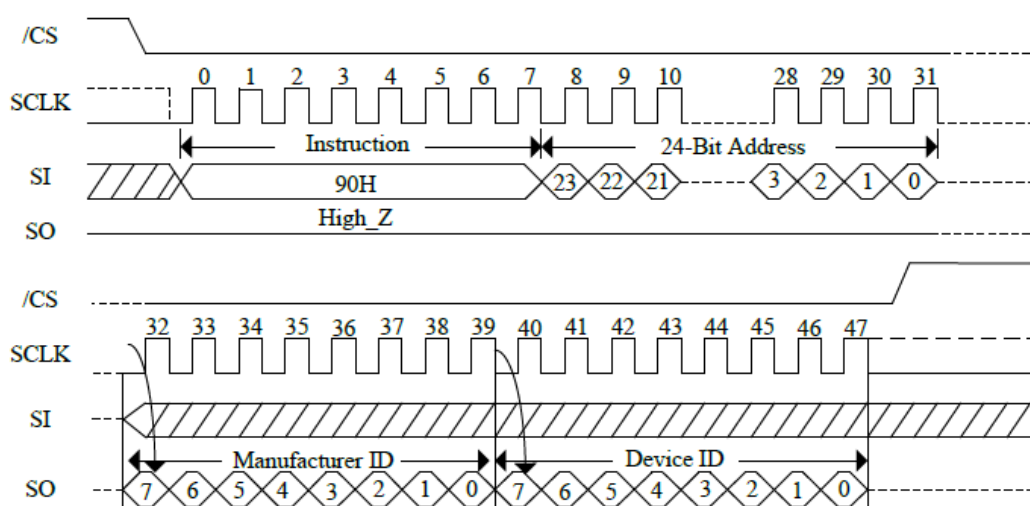 /CS
0 1 2 3 4 5 6 7 8 9 10 28 29 30 31
SCLK
Instruction 24-Bit Address
SI 90H 23 22 21 3 2 1 0
High_Z
SO
/CS
32 33 34 35 36 37 38 39 40 41 42 43 44 45 46 47
SCLK
SI
Manufacturer ID Device ID
SO 7 6 5 4 3 2 1 0 7 6 5 4 3 2 1 0